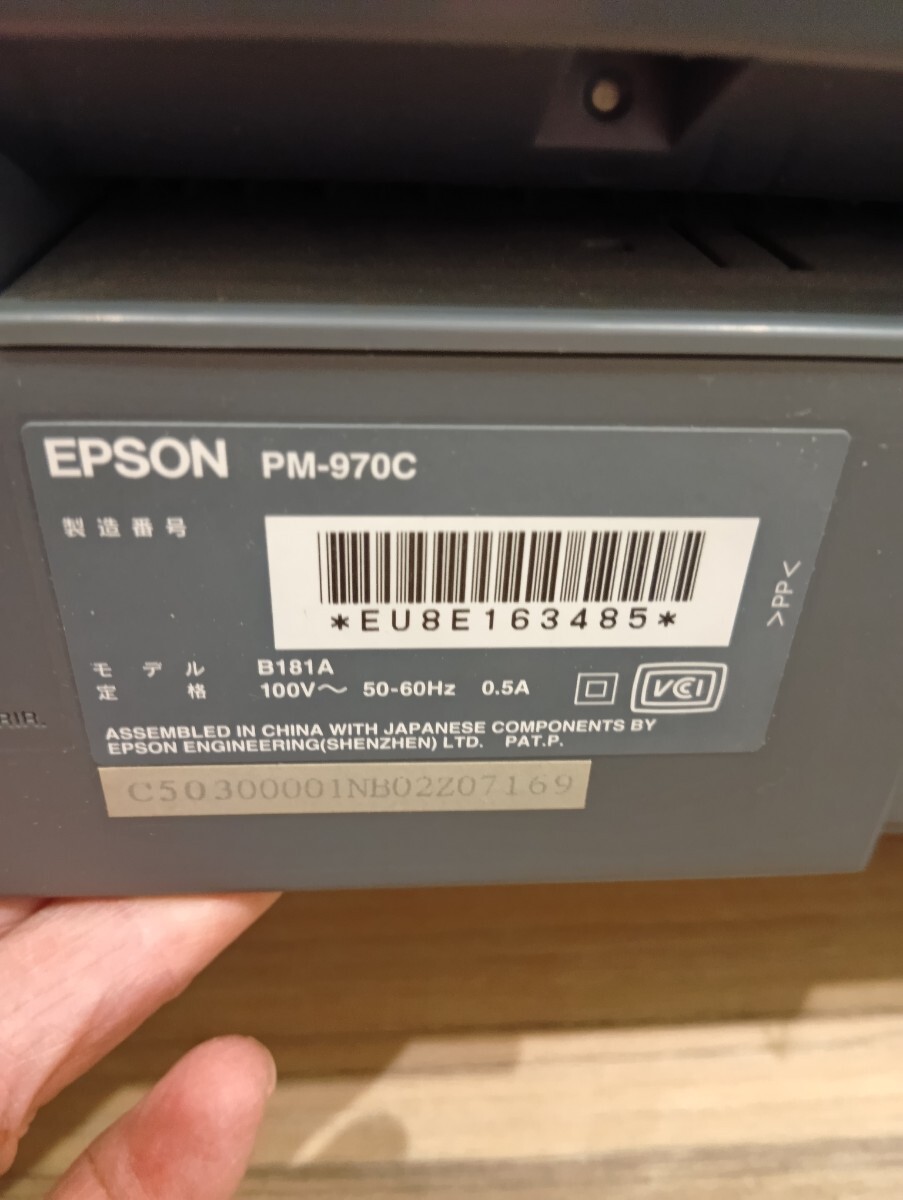 EPSON PM-970C
製造番号
*EU8E163485*
>PP<
モデル B181A
定格 100V～ 50-60Hz 0.5A
VCI
RIR
ASSEMBLED IN CHINA WITH JAPANESE COMPONENTS BY
EPSON ENGINEERING(SHENZHEN) LTD. PAT.P.
C50300001NB02Z07169